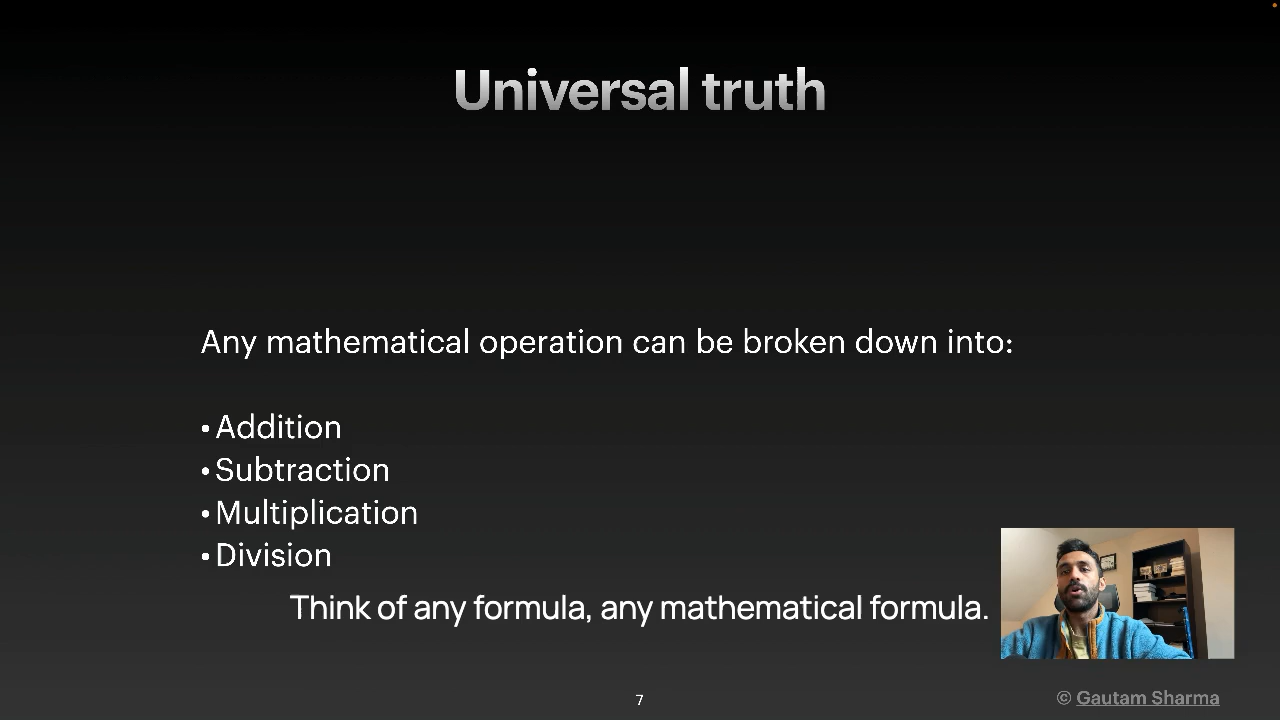 Universal truth
Any mathematical operation can be broken down into:
• Addition
• Subtraction
• Multiplication
• Division
Think of any formula, any mathematical formula.
7
© Gautam Sharma